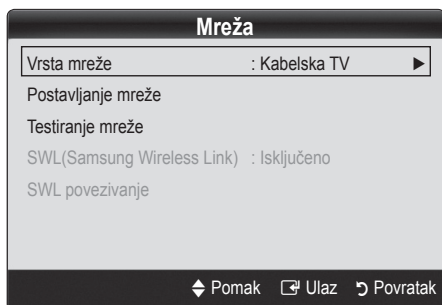 Mreža
Vrsta mreže : Kabelska TV
Postavljanje mreže
Testiranje mreže
SWL(Samsung Wireless Link) : Isključeno
SWL povezivanje
Pomak Ulaz Povratak